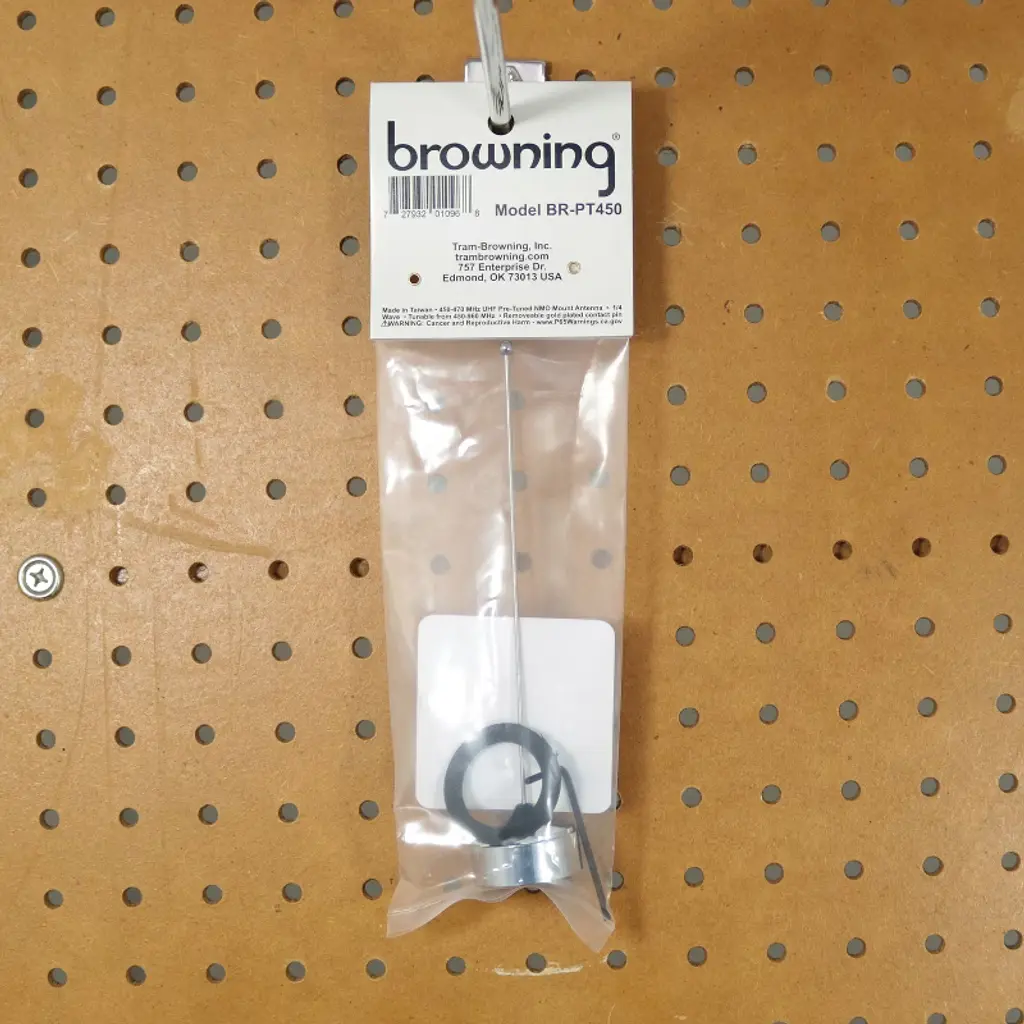 browning®
7 27932 01096 8
Model BR-PT450
Tram-Browning, Inc.
trambrowning.com
757 Enterprise Dr.
Edmond, OK 73013 USA
Made in Taiwan • 450-470 MHz UHF Pre-Tuned NMO Mount Antenna • 1/4
Wave • Tunable from 450-960 MHz • Removeable gold plated contact pin
⚠WARNING: Cancer and Reproductive Harm - www.P65Warnings.ca.gov